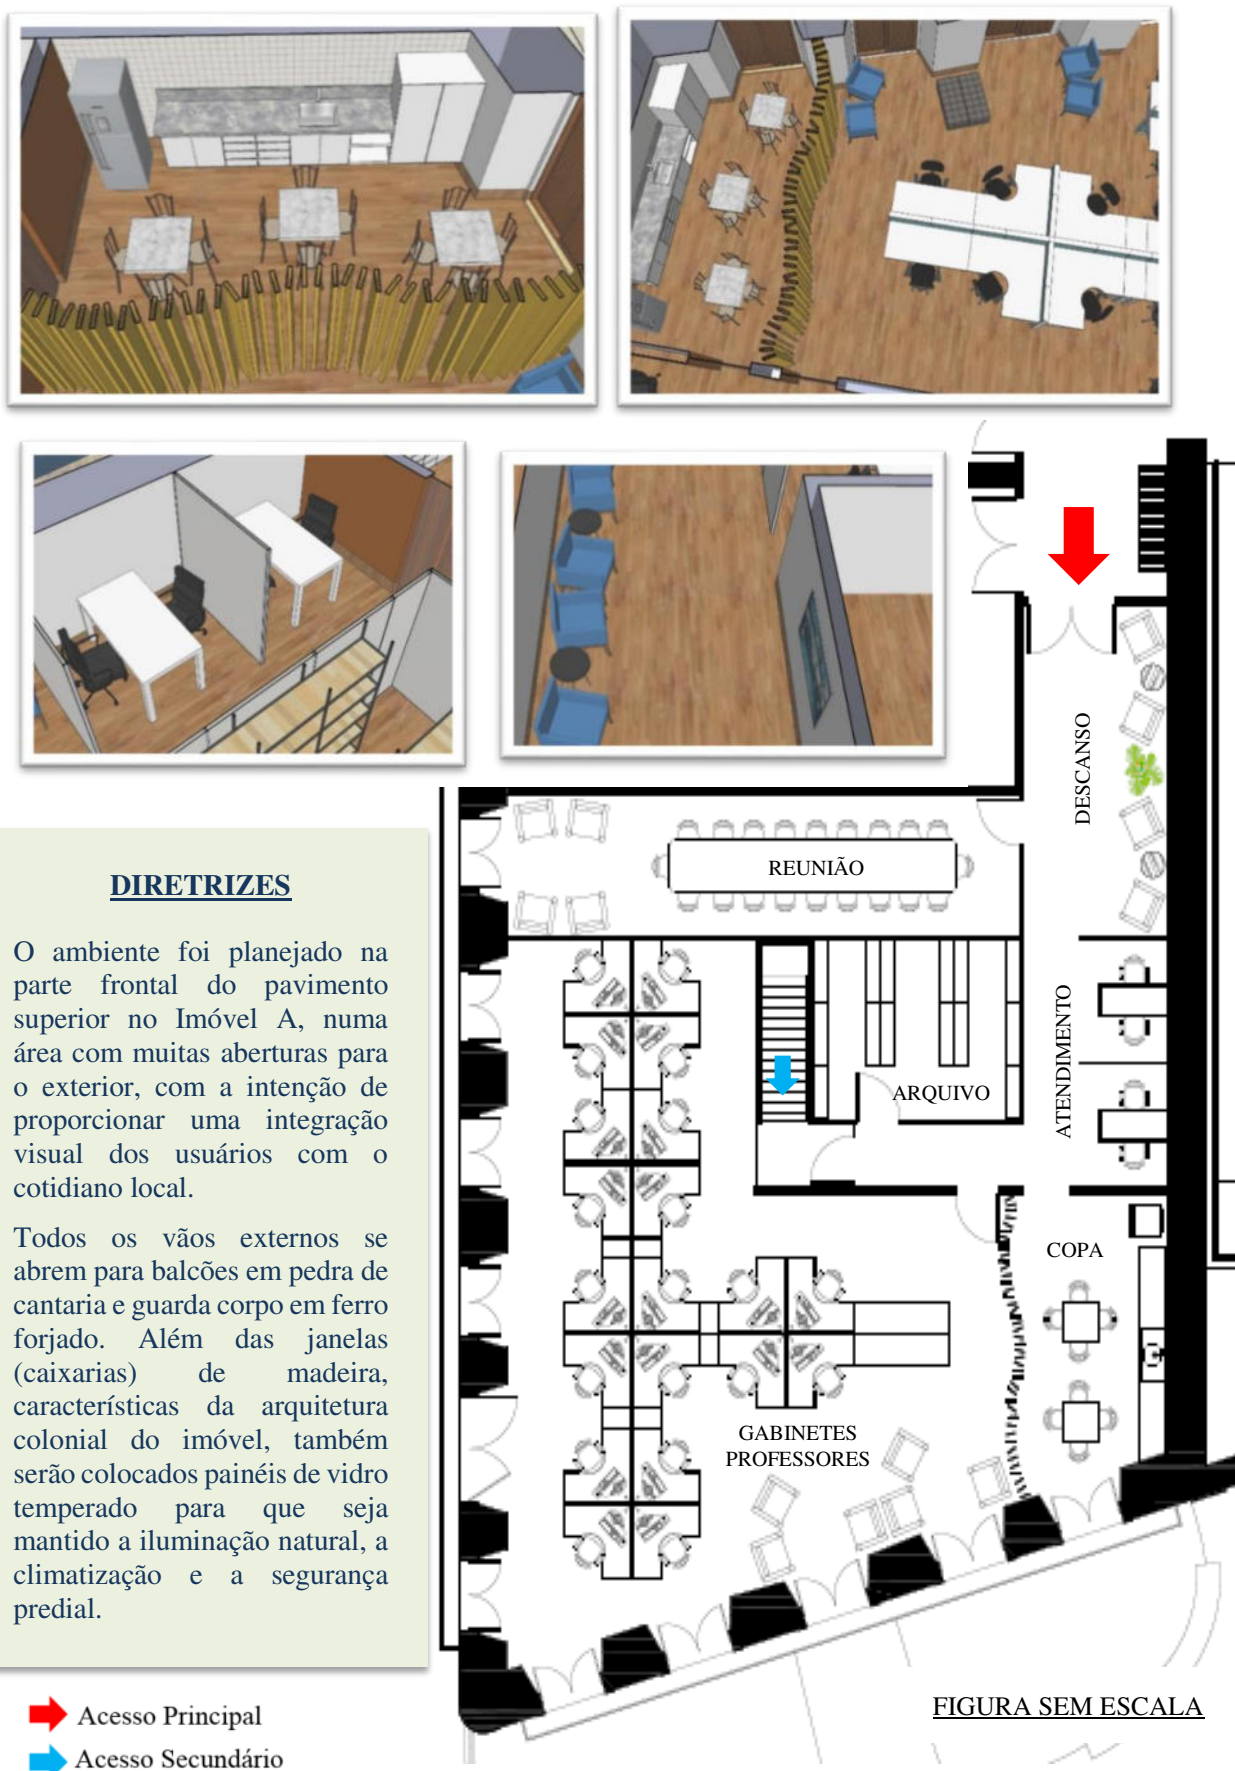 DESCANSO
REUNIÃO
DIRETRIZES
O ambiente foi planejado na
parte frontal do pavimento
superior no Imóvel A, numa
área com muitas aberturas para
o exterior, com a intenção de
proporcionar uma integração
visual dos usuários com o
cotidiano local.
Todos os vãos externos se
abrem para balcões em pedra de
cantaria e guarda corpo em ferro
forjado. Além das janelas
(caixarias) de madeira,
características da arquitetura
colonial do imóvel, também
serão colocados painéis de vidro
temperado para que seja
mantido a iluminação natural, a
climatização e a segurança
predial.
ATENDIMENTO
ARQUIVO
COPA
GABINETES
PROFESSORES
FIGURA SEM ESCALA
Acesso Principal
Acesso Secundário